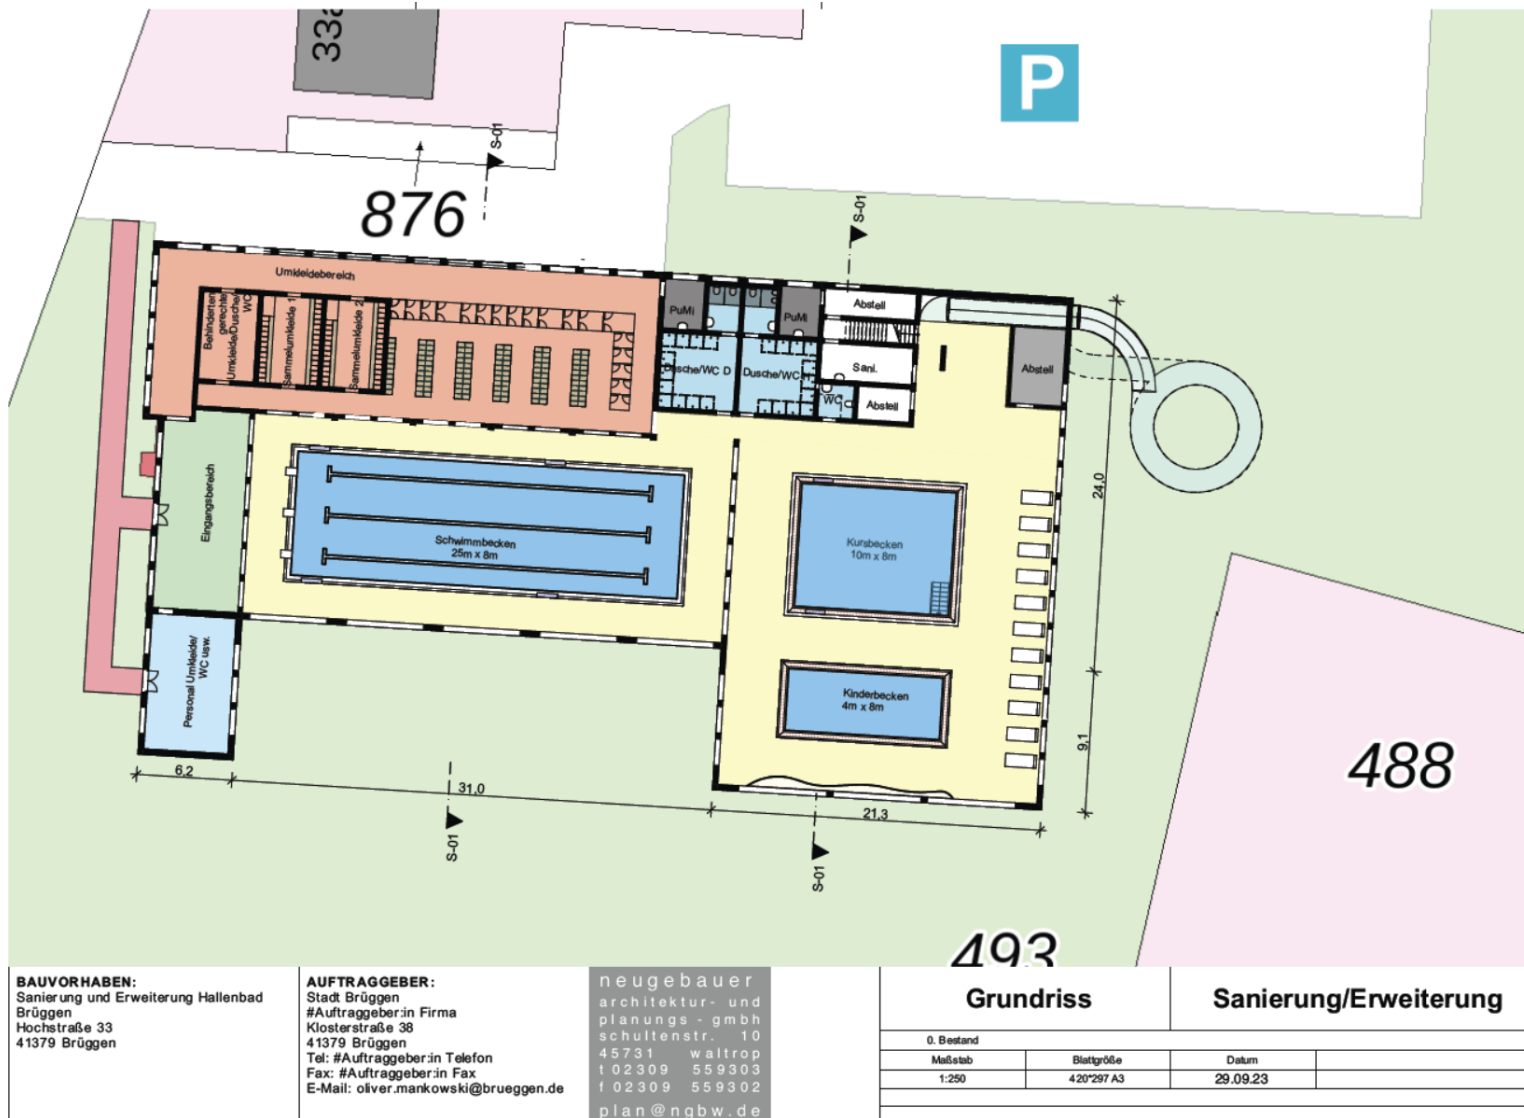 33a
P
S-01
876
S-01
Umkleidebereich
Behinderten
gerechte
Umkleide/Dusche/
WC
Sammelumkleide 1
Sammelumkleide 2
PuMi
PuMi
Abstell
Dusche/WC D
Dusche/WC
Sani.
WC
Abstell
Abstell
Eingangsbereich
Schwimmbecken
25m x 8m
Kursbecken
10m x 8m
24,0
Personal Umkleide/
WC usw.
Kinderbecken
4m x 8m
9,1
488
6,2
31,0
21,3
S-01
S-01
493
BAUVORHABEN:
Sanierung und Erweiterung Hallenbad
Brüggen
Hochstraße 33
41379 Brüggen
AUFTRAGGEBER:
Stadt Brüggen
#Auftraggeber:in Firma
Klosterstraße 38
41379 Brüggen
Tel: #Auftraggeber:in Telefon
Fax: #Auftraggeber:in Fax
E-Mail: oliver.mankowski@brueggen.de
neugebauer
architektur- und
planungs - gmbh
schultenstr. 10
45731 waltrop
t 02309 559303
f 02309 559302
plan@ngbw.de
Grundriss
Sanierung/Erweiterung
0. Bestand
Maßstab Blattgröße Datum
1:250 420*297 A3 29.09.23